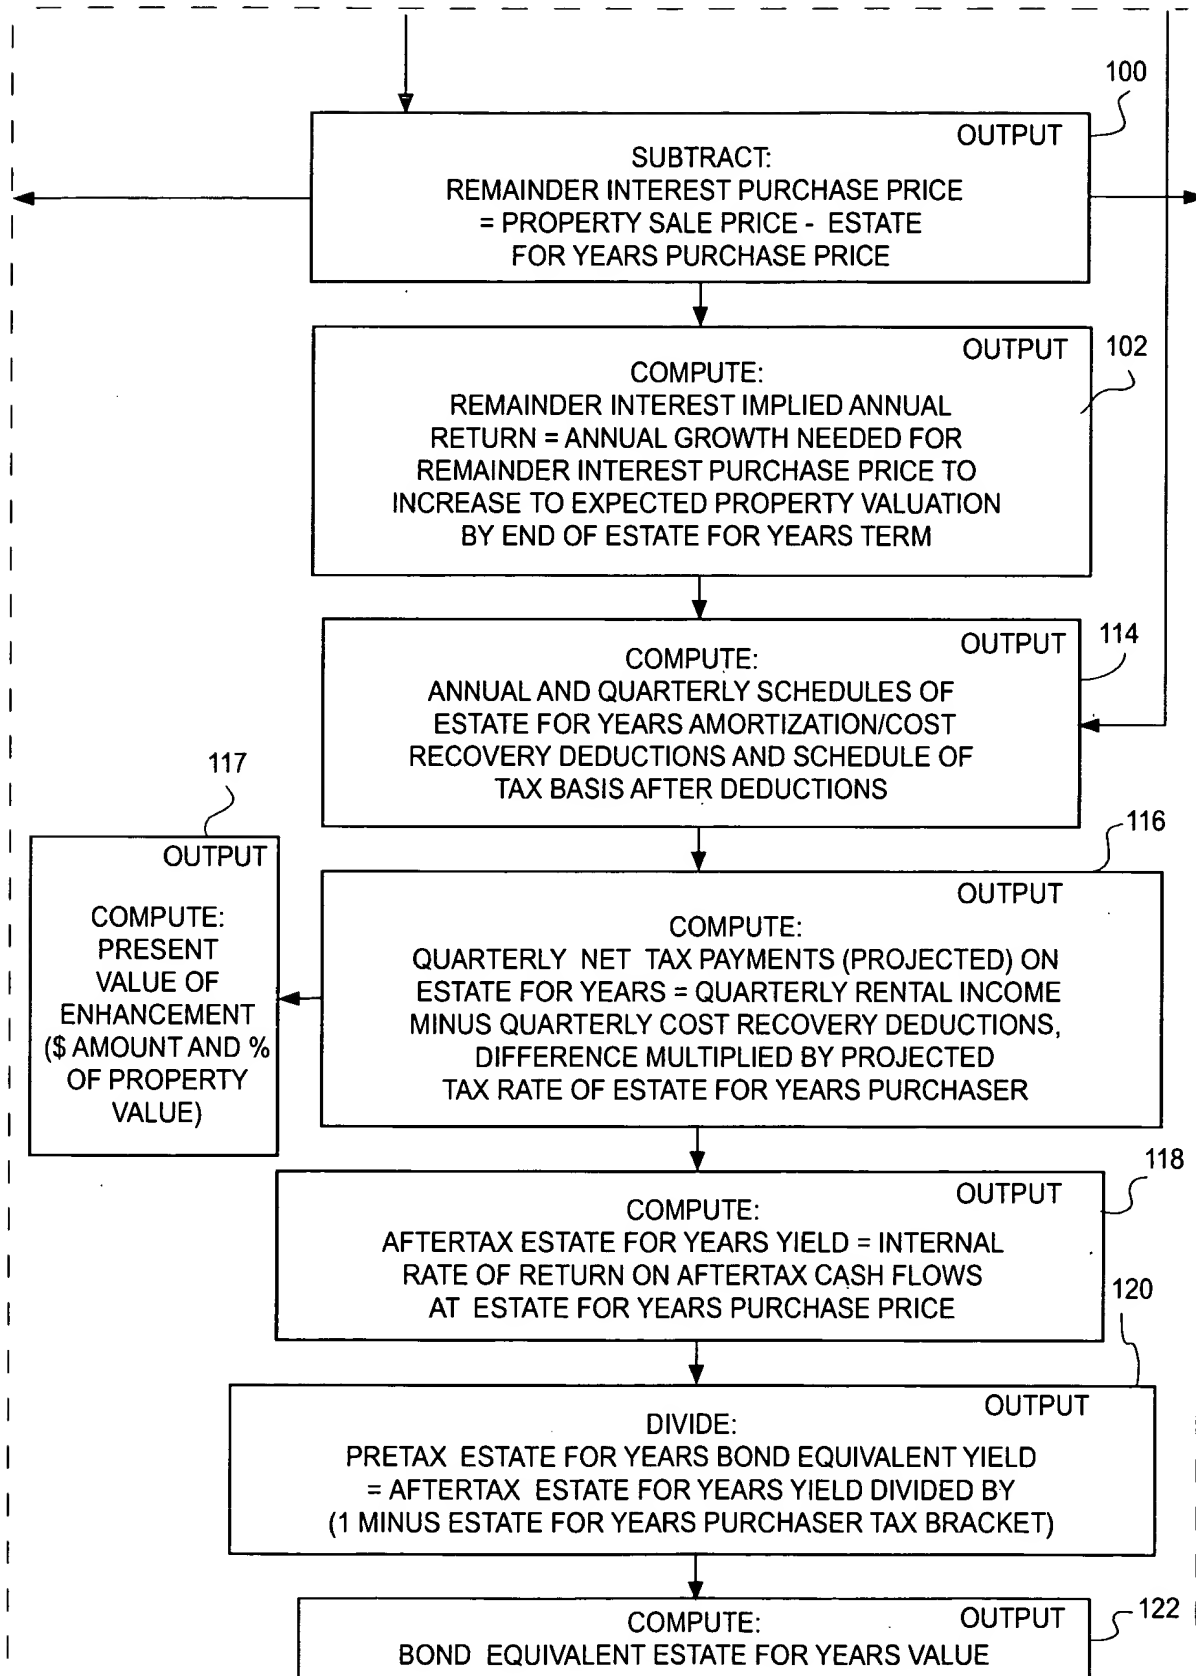 100
OUTPUT
SUBTRACT:
REMAINDER INTEREST PURCHASE PRICE
= PROPERTY SALE PRICE - ESTATE
FOR YEARS PURCHASE PRICE
102
OUTPUT
COMPUTE:
REMAINDER INTEREST IMPLIED ANNUAL
RETURN = ANNUAL GROWTH NEEDED FOR
REMAINDER INTEREST PURCHASE PRICE TO
INCREASE TO EXPECTED PROPERTY VALUATION
BY END OF ESTATE FOR YEARS TERM
114
OUTPUT
COMPUTE:
ANNUAL AND QUARTERLY SCHEDULES OF
ESTATE FOR YEARS AMORTIZATION/COST
RECOVERY DEDUCTIONS AND SCHEDULE OF
TAX BASIS AFTER DEDUCTIONS
117
OUTPUT
COMPUTE:
PRESENT
VALUE OF
ENHANCEMENT
($ AMOUNT AND %
OF PROPERTY
VALUE)
116
OUTPUT
COMPUTE:
QUARTERLY NET TAX PAYMENTS (PROJECTED) ON
ESTATE FOR YEARS = QUARTERLY RENTAL INCOME
MINUS QUARTERLY COST RECOVERY DEDUCTIONS,
DIFFERENCE MULTIPLIED BY PROJECTED
TAX RATE OF ESTATE FOR YEARS PURCHASER
118
OUTPUT
COMPUTE:
AFTERTAX ESTATE FOR YEARS YIELD = INTERNAL
RATE OF RETURN ON AFTERTAX CASH FLOWS
AT ESTATE FOR YEARS PURCHASE PRICE
120
OUTPUT
DIVIDE:
PRETAX ESTATE FOR YEARS BOND EQUIVALENT YIELD
= AFTERTAX ESTATE FOR YEARS YIELD DIVIDED BY
(1 MINUS ESTATE FOR YEARS PURCHASER TAX BRACKET)
122
OUTPUT
COMPUTE:
BOND EQUIVALENT ESTATE FOR YEARS VALUE